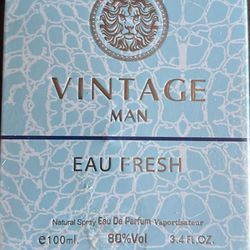 VINTAGE
MAN
EAU FRESH
Natural Spray Eau De Parfum Vaporisateur
℮100ml. 80%Vol 3.4 FL.OZ.